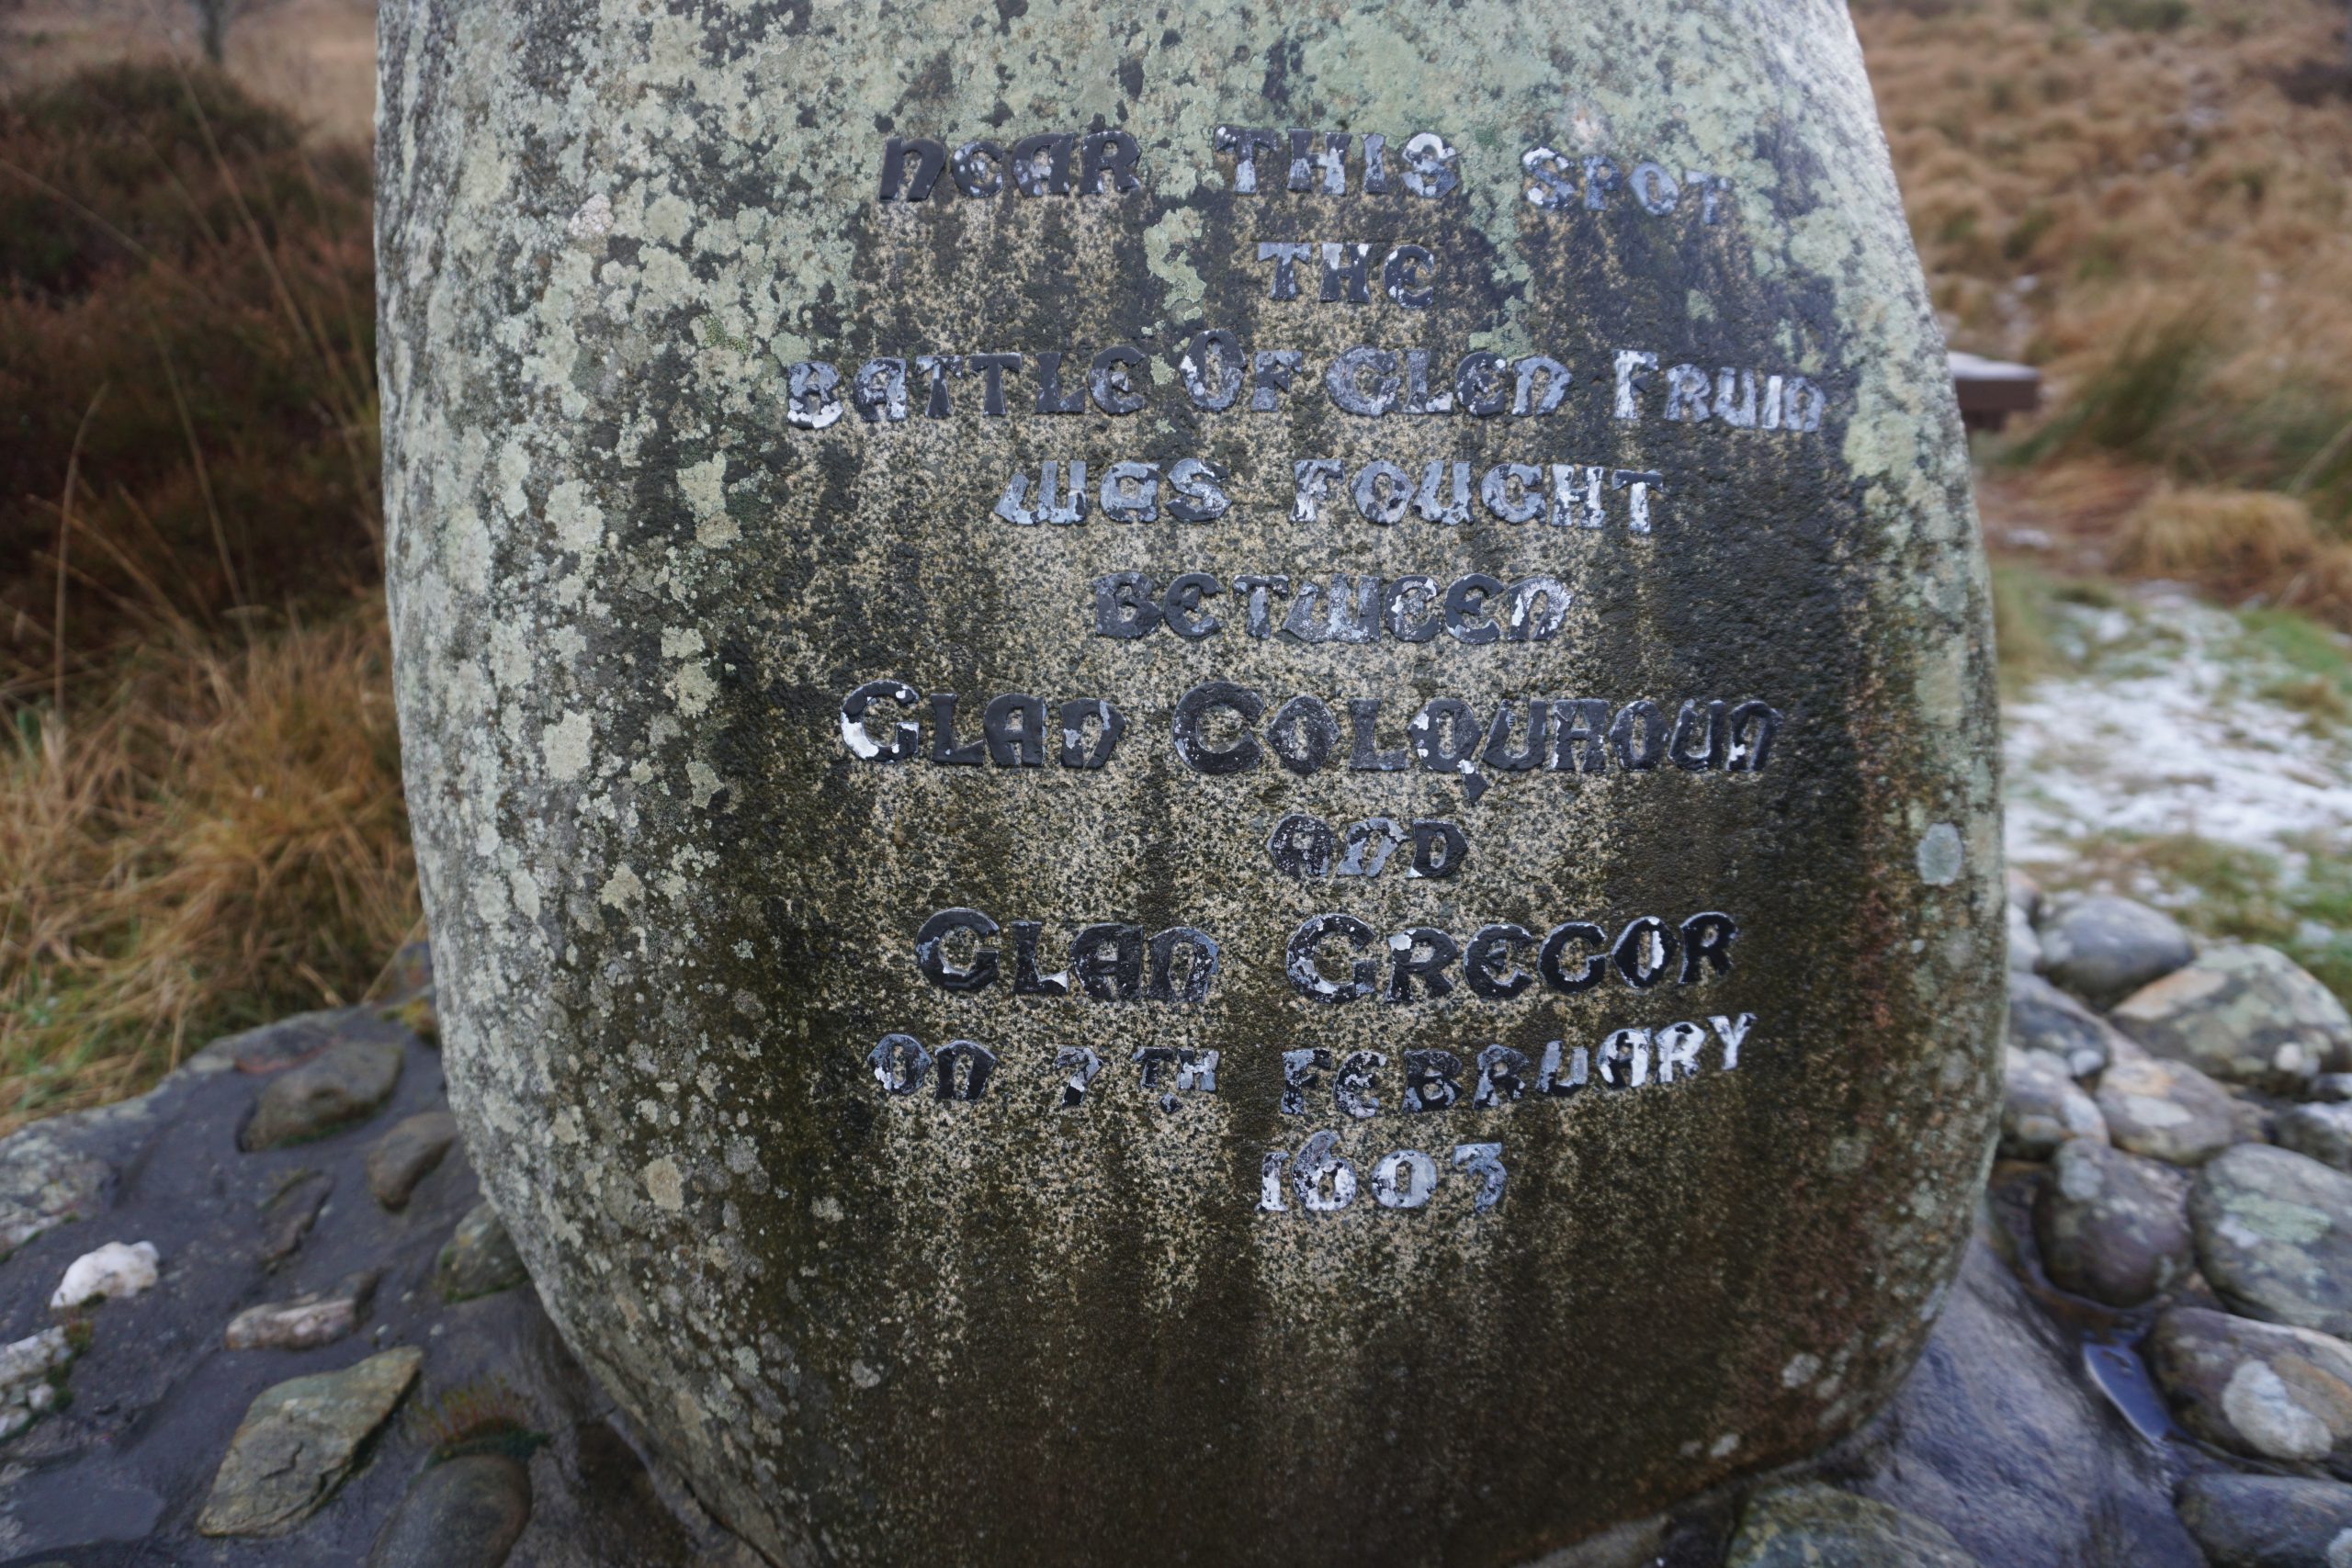 NEAR THIS SPOT
THE
BATTLE OF GLEN FRUIN
WAS FOUGHT
BETWEEN
CLAN COLQUHOUN
AND
CLAN GREGOR
ON 7TH FEBRUARY
1603